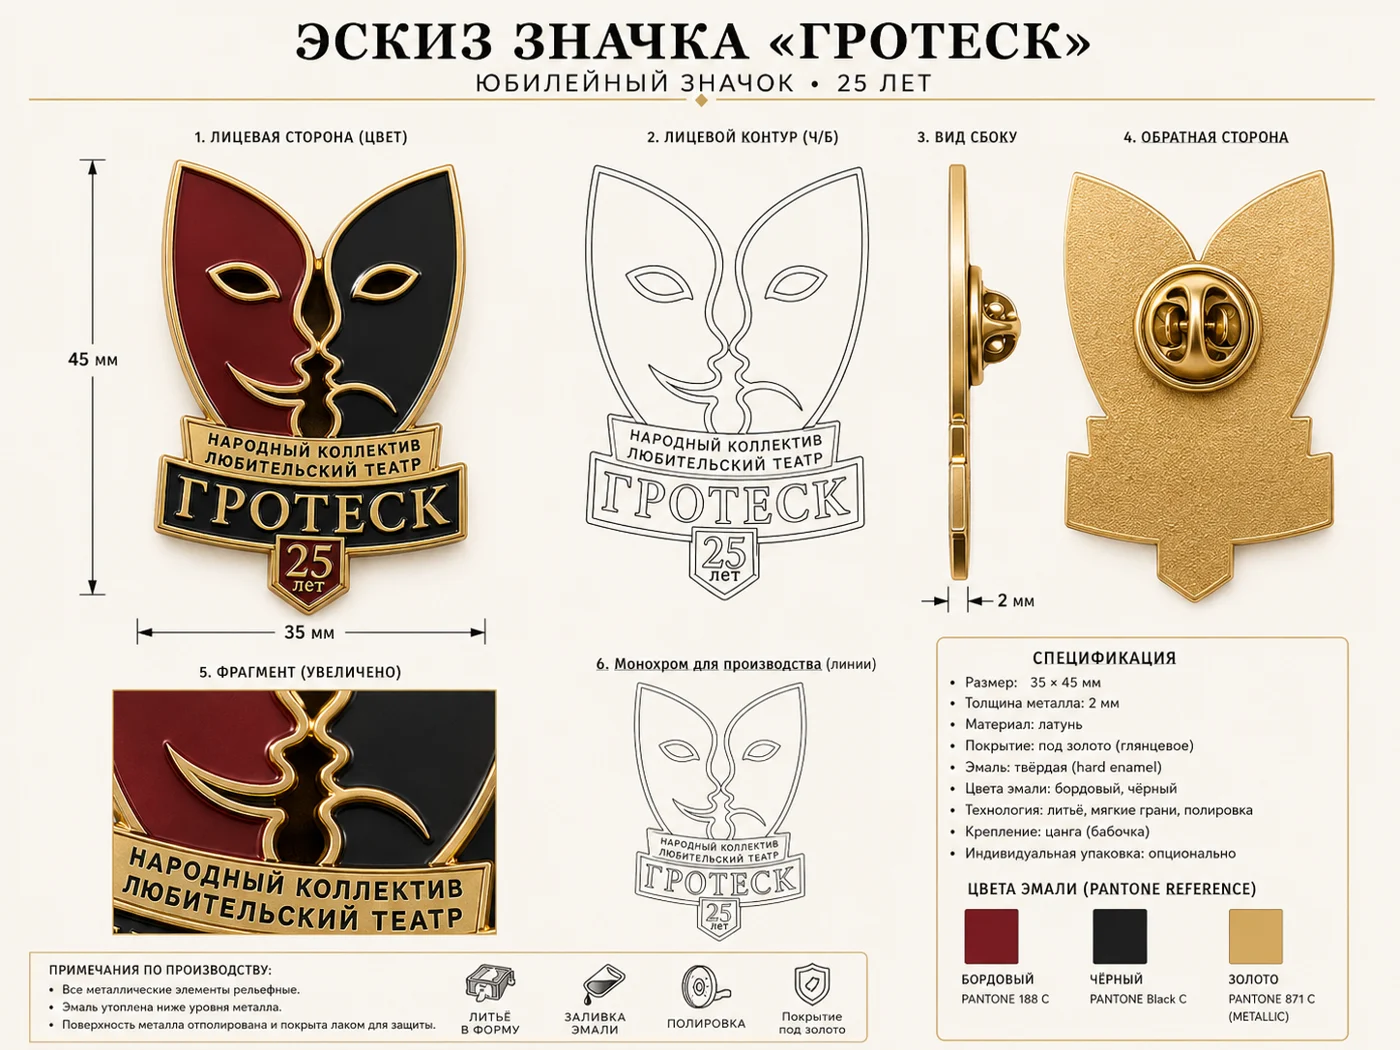 ЭСКИЗ ЗНАЧКА «ГРОТЕСК»
ЮБИЛЕЙНЫЙ ЗНАЧОК • 25 ЛЕТ
1. ЛИЦЕВАЯ СТОРОНА (ЦВЕТ)
45 мм
НАРОДНЫЙ КОЛЛЕКТИВ
ЛЮБИТЕЛЬСКИЙ ТЕАТР
ГРОТЕСК
25
лет
35 мм
2. ЛИЦЕВОЙ КОНТУР (Ч/Б)
НАРОДНЫЙ КОЛЛЕКТИВ
ЛЮБИТЕЛЬСКИЙ ТЕАТР
ГРОТЕСК
25
лет
3. ВИД СБОКУ
2 мм
4. ОБРАТНАЯ СТОРОНА
5. ФРАГМЕНТ (УВЕЛИЧЕНО)
НАРОДНЫЙ КОЛЛЕКТИВ
ЛЮБИТЕЛЬСКИЙ ТЕАТР
6. Монохром для производства (линии)
НАРОДНЫЙ КОЛЛЕКТИВ
ЛЮБИТЕЛЬСКИЙ ТЕАТР
ГРОТЕСК
25
лет
СПЕЦИФИКАЦИЯ
• Размер: 35 × 45 мм
• Толщина металла: 2 мм
• Материал: латунь
• Покрытие: под золото (глянцевое)
• Эмаль: твёрдая (hard enamel)
• Цвета эмали: бордовый, чёрный
• Технология: литьё, мягкие грани, полировка
• Крепление: цанга (бабочка)
• Индивидуальная упаковка: опционально
ЦВЕТА ЭМАЛИ (PANTONE REFERENCE)
БОРДОВЫЙ
PANTONE 188 C
ЧЁРНЫЙ
PANTONE Black C
ЗОЛОТО
PANTONE 871 C
(METALLIC)
ПРИМЕЧАНИЯ ПО ПРОИЗВОДСТВУ:
• Все металлические элементы рельефные.
• Эмаль утоплена ниже уровня металла.
• Поверхность металла отполирована и покрыта лаком для защиты.
ЛИТЬЁ
В ФОРМУ
ЗАЛИВКА
ЭМАЛИ
ПОЛИРОВКА
Покрытие
под золото